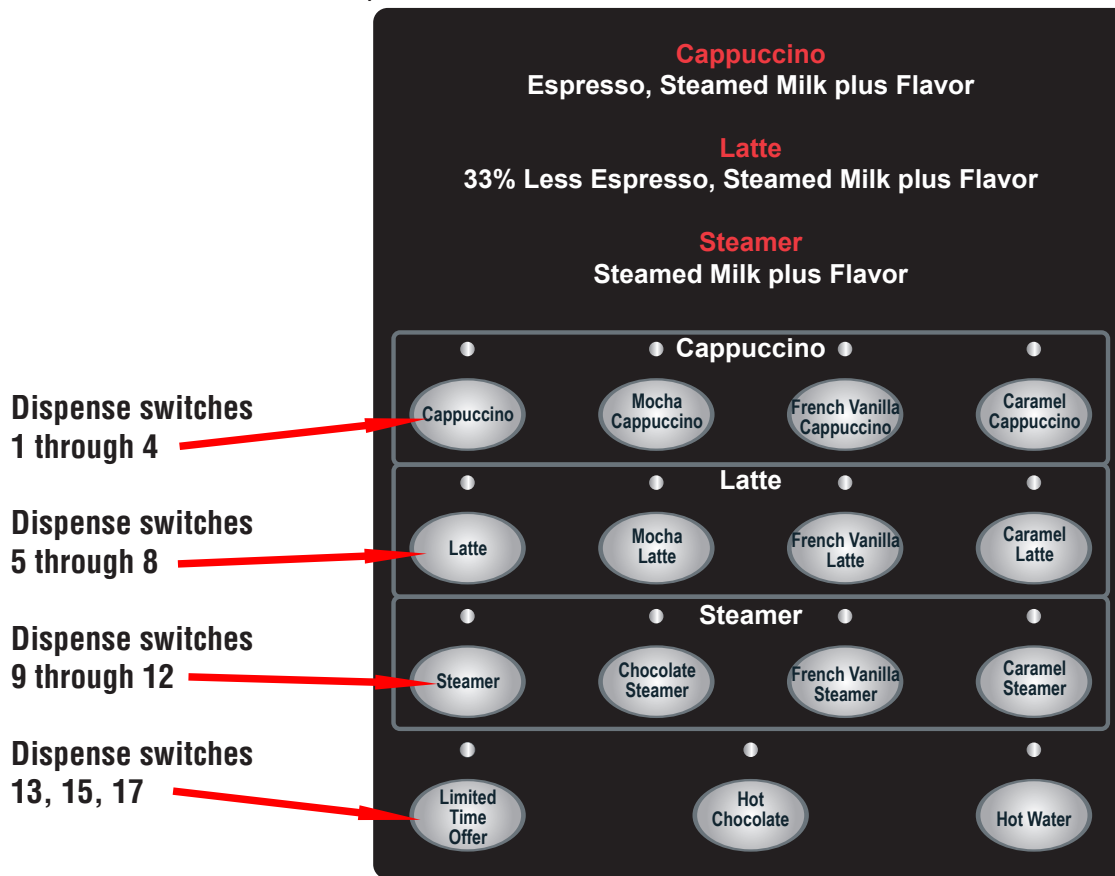 Cappuccino
Espresso, Steamed Milk plus Flavor
Latte
33% Less Espresso, Steamed Milk plus Flavor
Steamer
Steamed Milk plus Flavor
Cappuccino
Dispense switches
1 through 4
Cappuccino
Mocha
Cappuccino
French Vanilla
Cappuccino
Caramel
Cappuccino
Latte
Dispense switches
5 through 8
Latte
Mocha
Latte
French Vanilla
Latte
Caramel
Latte
Steamer
Dispense switches
9 through 12
Steamer
Chocolate
Steamer
French Vanilla
Steamer
Caramel
Steamer
Dispense switches
13, 15, 17
Limited
Time
Offer
Hot
Chocolate
Hot Water